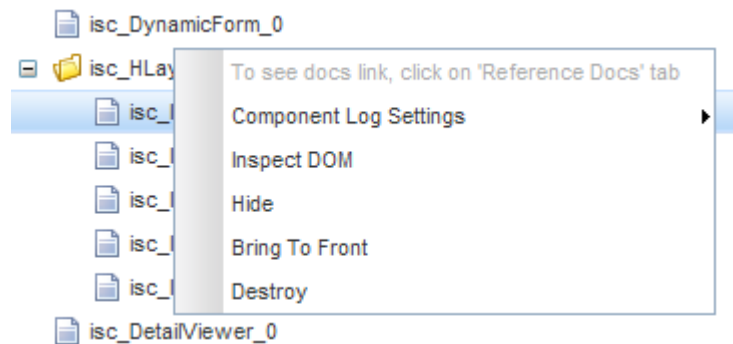 isc_DynamicForm_0
isc_HLay
To see docs link, click on 'Reference Docs' tab
isc_
Component Log Settings
isc_
Inspect DOM
isc_
Hide
isc_
Bring To Front
isc_
Destroy
isc_DetailViewer_0